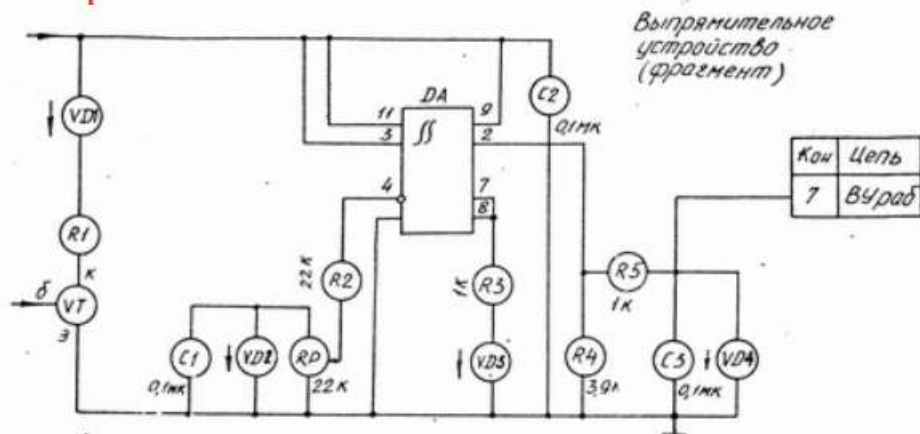 Выпрямительное
устройство
(фрагмент)
DA
VD1
11
9
C2
3
2
0,1мк
Кон Цепь
4
7
7 ВУраб
8
R1
22К
R2
1К
R3
R5
к
б
1К
VT
э
C1
VD2
RP
VD3
R4
C3
VD4
0,1мк
22К
3,9к
0,1мк